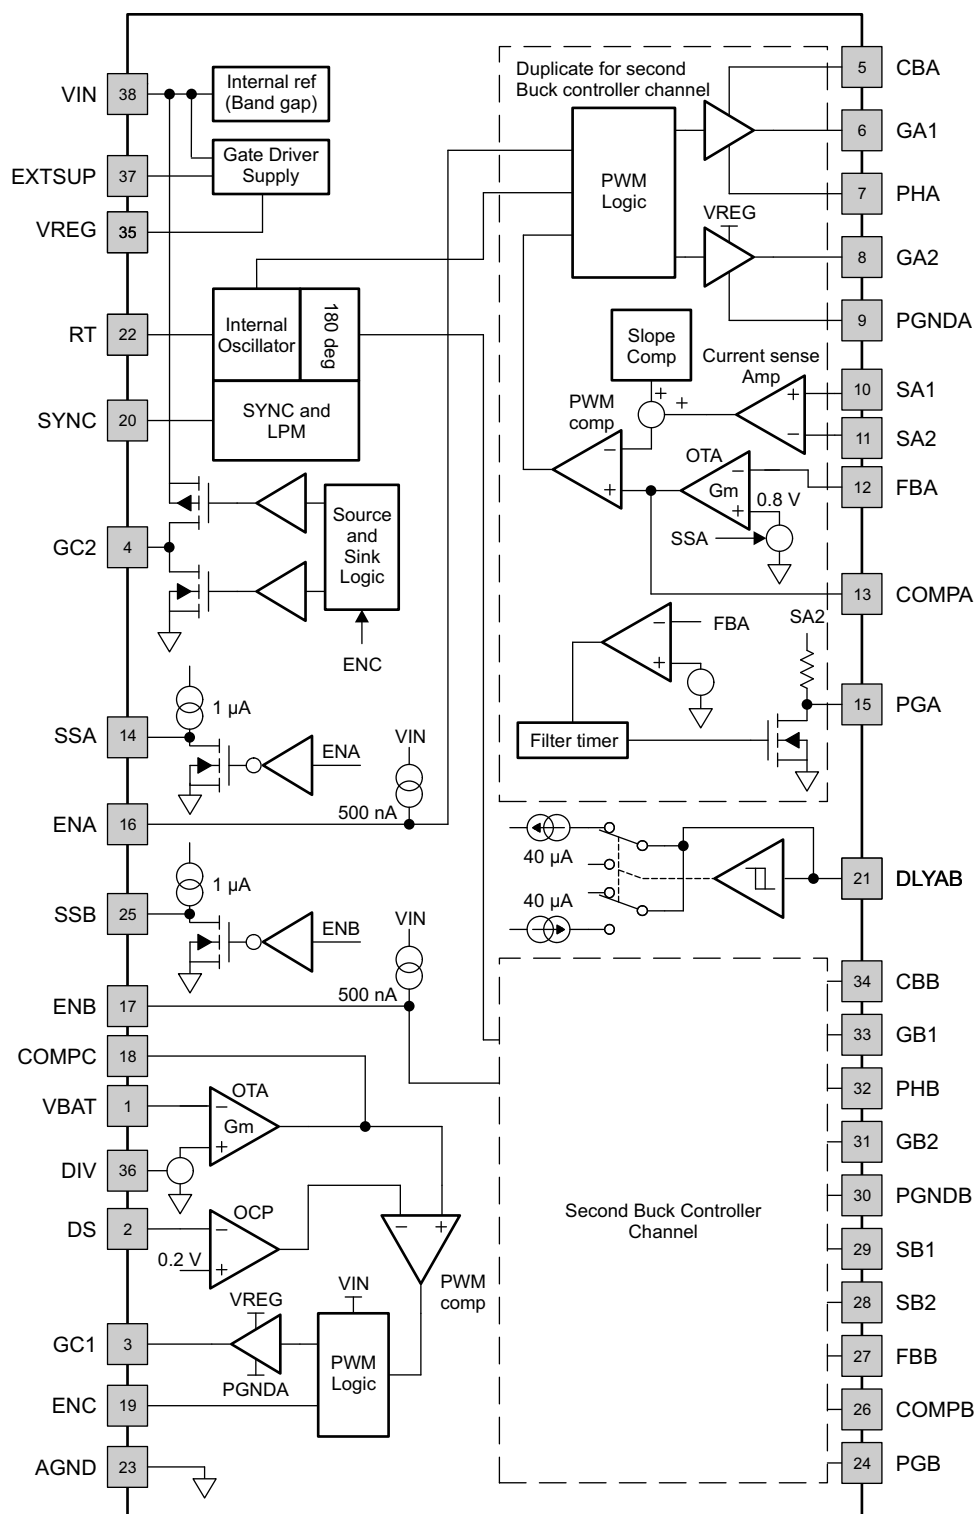 VIN
38
Internal ref
(Band gap)
EXTSUP
37
Gate Driver
Supply
VREG
35
RT
22
Internal
Oscillator
180 deg
SYNC
20
SYNC and
LPM
GC2
4
Source
and
Sink
Logic
ENC
1 µA
SSA
14
ENA
VIN
500 nA
ENA
16
1 µA
SSB
25
ENB
VIN
500 nA
ENB
17
COMPC
18
VBAT
1
OTA
−
Gm
+
DIV
36
DS
2
OCP
−
0.2 V
+
−
+
PWM
comp
VREG
VIN
GC1
3
PGNDA
PWM
Logic
ENC
19
AGND
23
Duplicate for second
Buck controller channel
PWM
Logic
VREG
5
CBA
6
GA1
7
PHA
8
GA2
9
PGNDA
Slope
Comp
Current sense
Amp
+
+
+
−
10
SA1
11
SA2
PWM
comp
−
+
OTA
−
Gm
+
0.8 V
SSA
12
FBA
13
COMPA
FBA
−
+
SA2
15
PGA
Filter timer
40 µA
40 µA
21
DLYAB
Second Buck Controller
Channel
34
CBB
33
GB1
32
PHB
31
GB2
30
PGNDB
29
SB1
28
SB2
27
FBB
26
COMPB
24
PGB